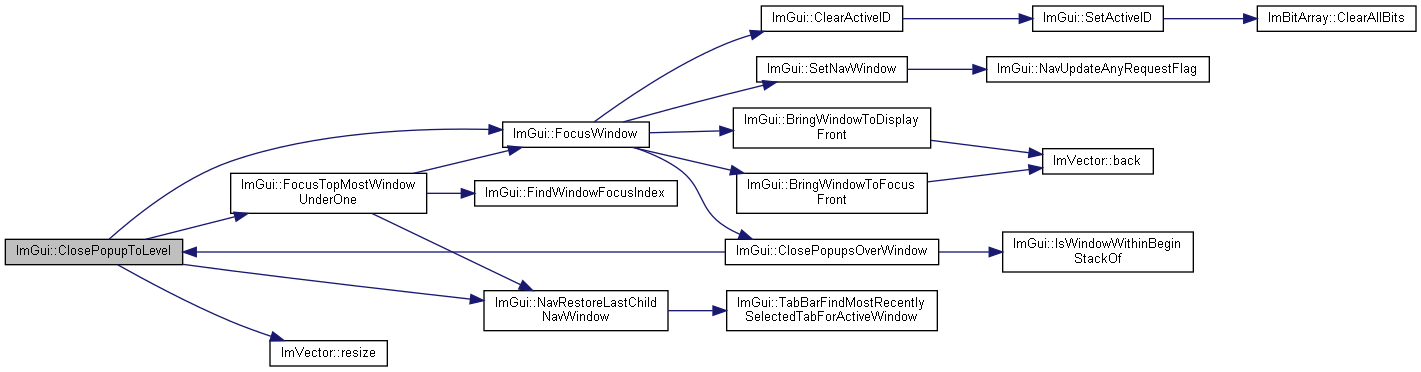 ImGui::ClearActiveID
ImGui::SetActiveID
ImBitArray::ClearAllBits
ImGui::SetNavWindow
ImGui::NavUpdateAnyRequestFlag
ImGui::FocusWindow
ImGui::BringWindowToDisplay
Front
ImVector::back
ImGui::FocusTopMostWindow
UnderOne
ImGui::FindWindowFocusIndex
ImGui::BringWindowToFocus
Front
ImGui::ClosePopupToLevel
ImGui::ClosePopupsOverWindow
ImGui::IsWindowWithinBegin
StackOf
ImGui::NavRestoreLastChild
NavWindow
ImGui::TabBarFindMostRecently
SelectedTabForActiveWindow
ImVector::resize